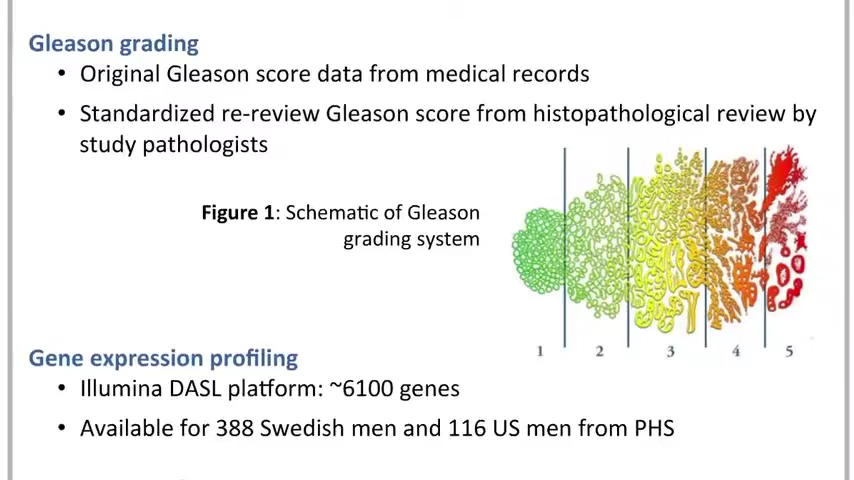 Gleason grading
• Original Gleason score data from medical records
• Standardized re-review Gleason score from histopathological review by
study pathologists
Figure 1: Schematic of Gleason
grading system
1 2 3 4 5
Gene expression profiling
• Illumina DASL platform: ~6100 genes
• Available for 388 Swedish men and 116 US men from PHS